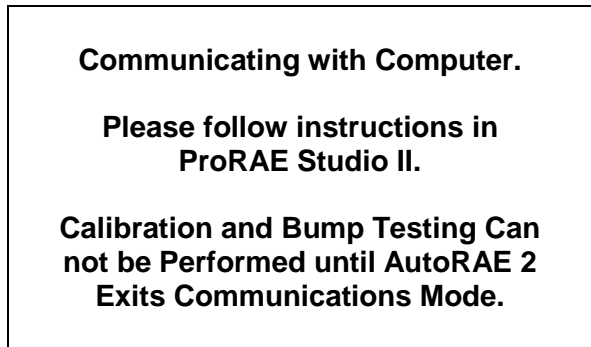 Communicating with Computer.
Please follow instructions in
ProRAE Studio II.
Calibration and Bump Testing Can
not be Performed until AutoRAE 2
Exits Communications Mode.